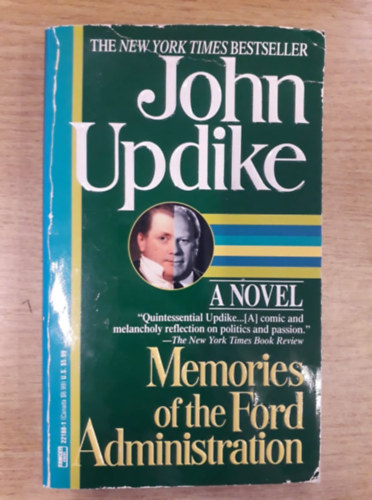 THE NEW YORK TIMES BESTSELLER
John
Updike
A NOVEL
“Quintessential Updike...[A] comic and
melancholy reflection on politics and passion.”
—The New York Times Book Review
Memories
of the Ford
Administration